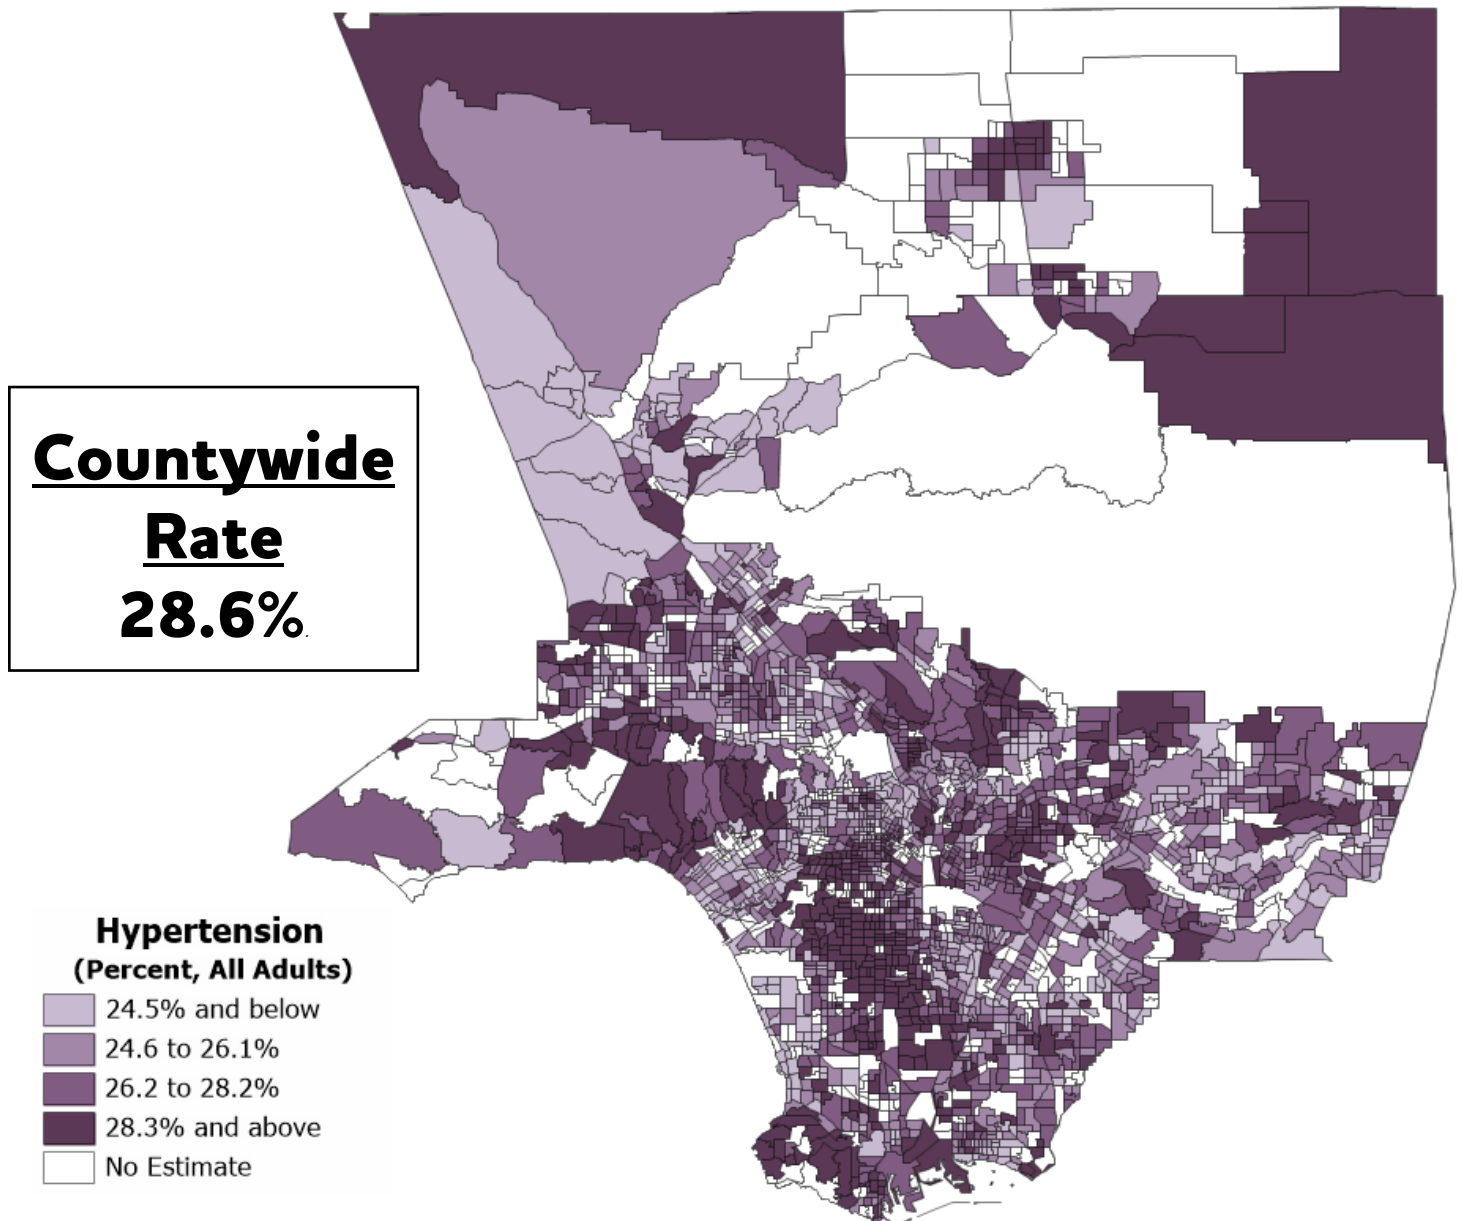 Countywide
Rate
28.6%.
Hypertension
(Percent, All Adults)
24.5% and below
24.6 to 26.1%
26.2 to 28.2%
28.3% and above
No Estimate